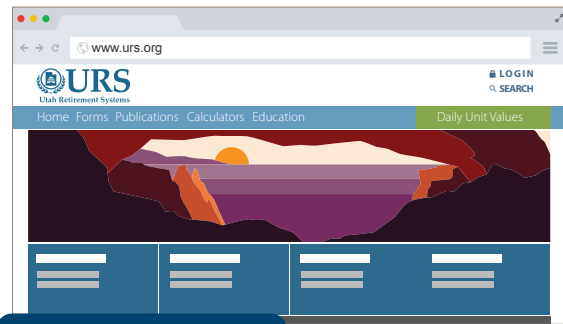 www.urs.org
URS
Utah Retirement Systems
LOGIN
SEARCH
Home Forms Publications Calculators Education
Daily Unit Values